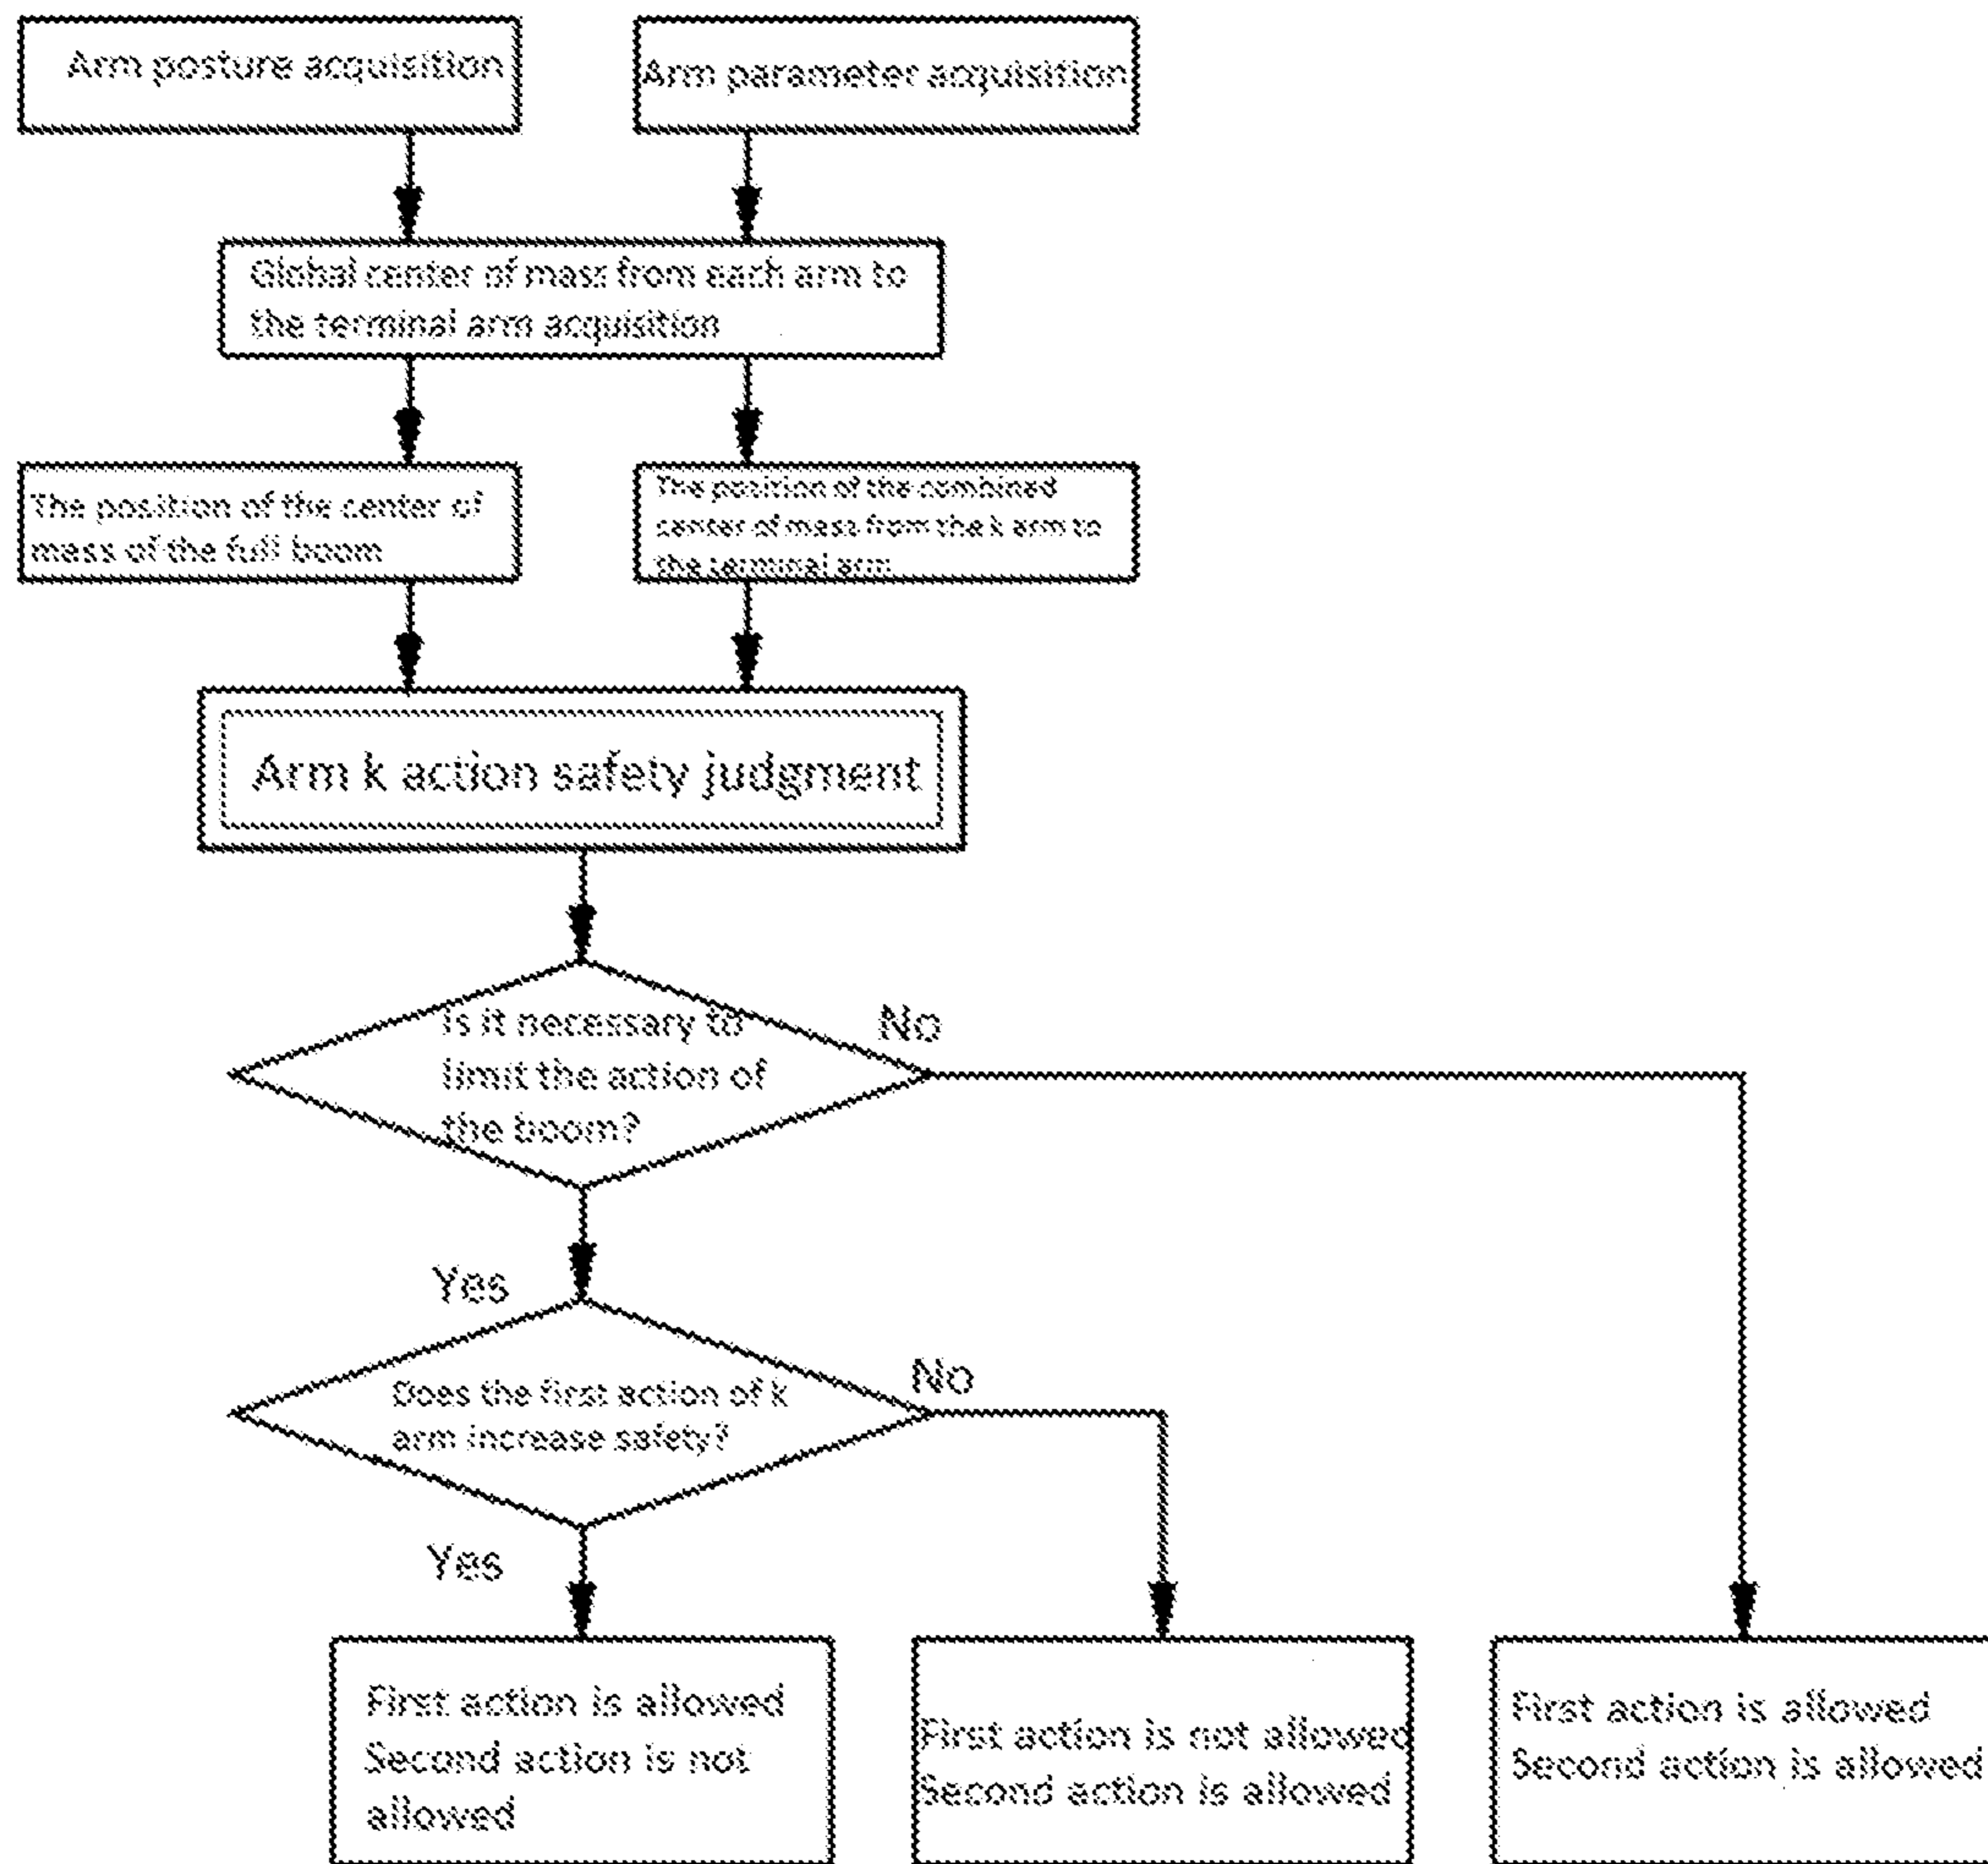 Arm posture acquisition
Arm parameter acquisition
Global center of mass from each arm to
the terminal arm acquisition
The position of the center of
mass of the full boom
The position of the combined
center of mass from the k arm to
the terminal arm
Arm k action safety judgment
Is it necessary to
limit the action of
the boom?
No
Yes
Does the first action of k
arm increase safety?
No
Yes
First action is allowed
Second action is not
allowed
First action is not allowed
Second action is allowed
First action is allowed
Second action is allowed